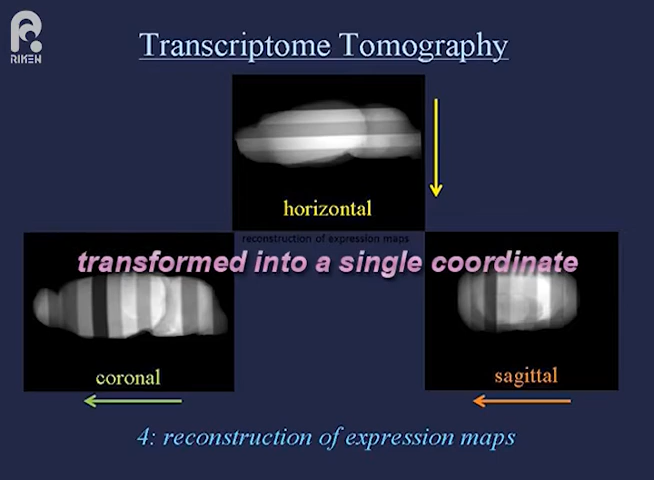 RIKEN
Transcriptome Tomography
horizontal
reconstruction of expression maps
transformed into a single coordinate
coronal
sagittal
4: reconstruction of expression maps